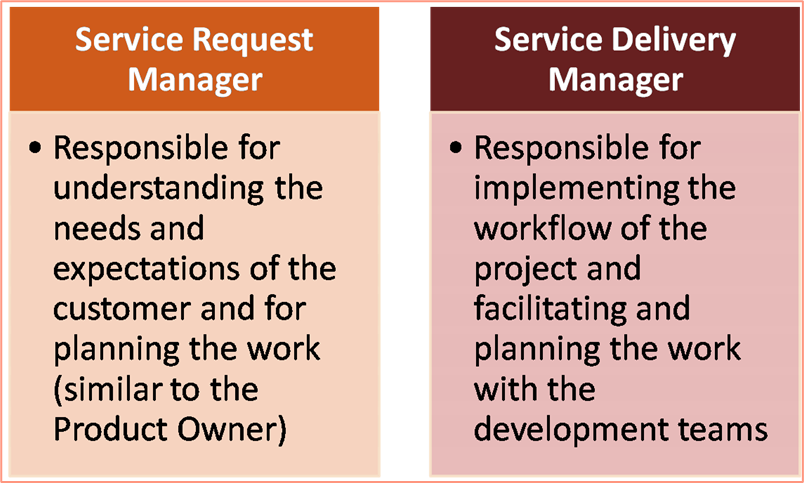 Service Request
Manager
• Responsible for
understanding the
needs and
expectations of the
customer and for
planning the work
(similar to the
Product Owner)
Service Delivery
Manager
• Responsible for
implementing the
workflow of the
project and
facilitating and
planning the work
with the
development teams